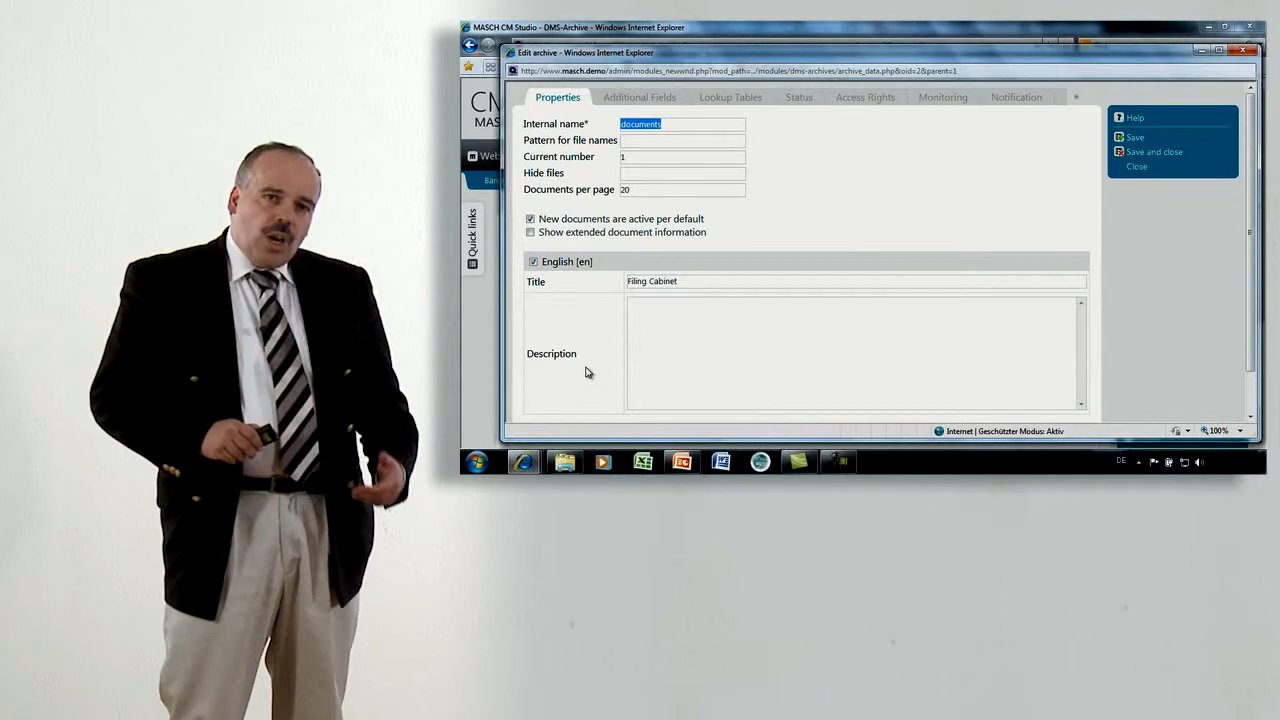 MASCH CM Studio - DMS-Archive - Windows Internet Explorer
Edit archive - Windows Internet Explorer
http://www.masch.demo/admin/modules_newwnd.php?mod_path=../modules/dms-archives/archive_data.php&oid=2&parent=1
CM
MAS
Web
Ban
Quick links
Properties Additional Fields Lookup Tables Status Access Rights Monitoring Notification
Internal name* documents
Pattern for file names
Current number 1
Hide files
Documents per page 20
New documents are active per default
Show extended document information
English [en]
Title Filing Cabinet
Description
? Help
Save
Save and close
Close
Internet | Geschützter Modus: Aktiv
100%
DE